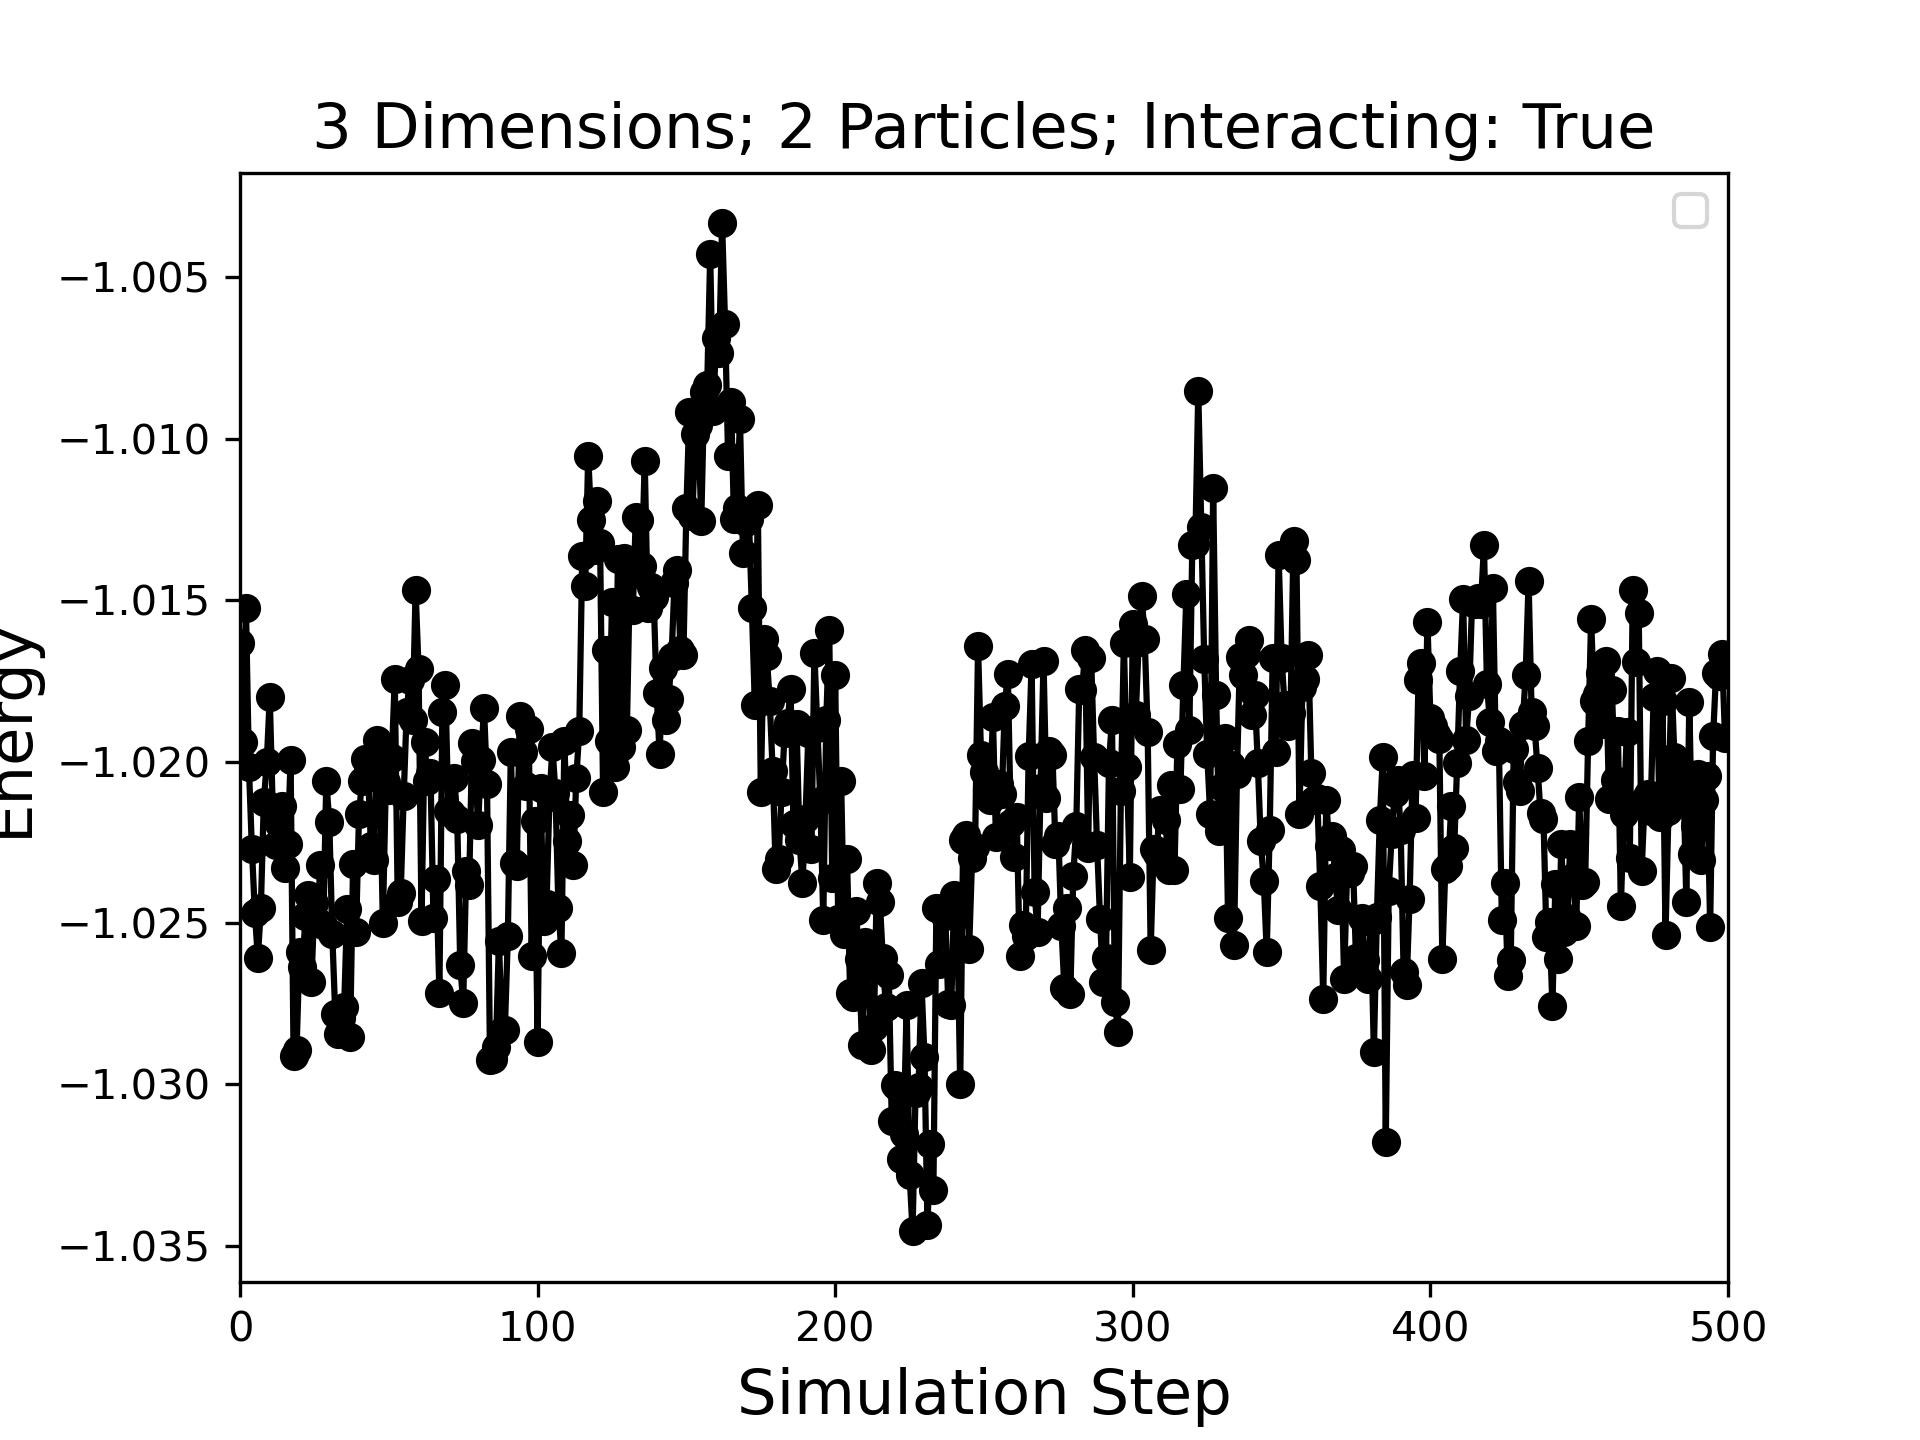 3 Dimensions; 2 Particles; Interacting: True
−1.005
−1.010
−1.015
−1.020
−1.025
−1.030
−1.035
Energy
0 100 200 300 400 500
Simulation Step